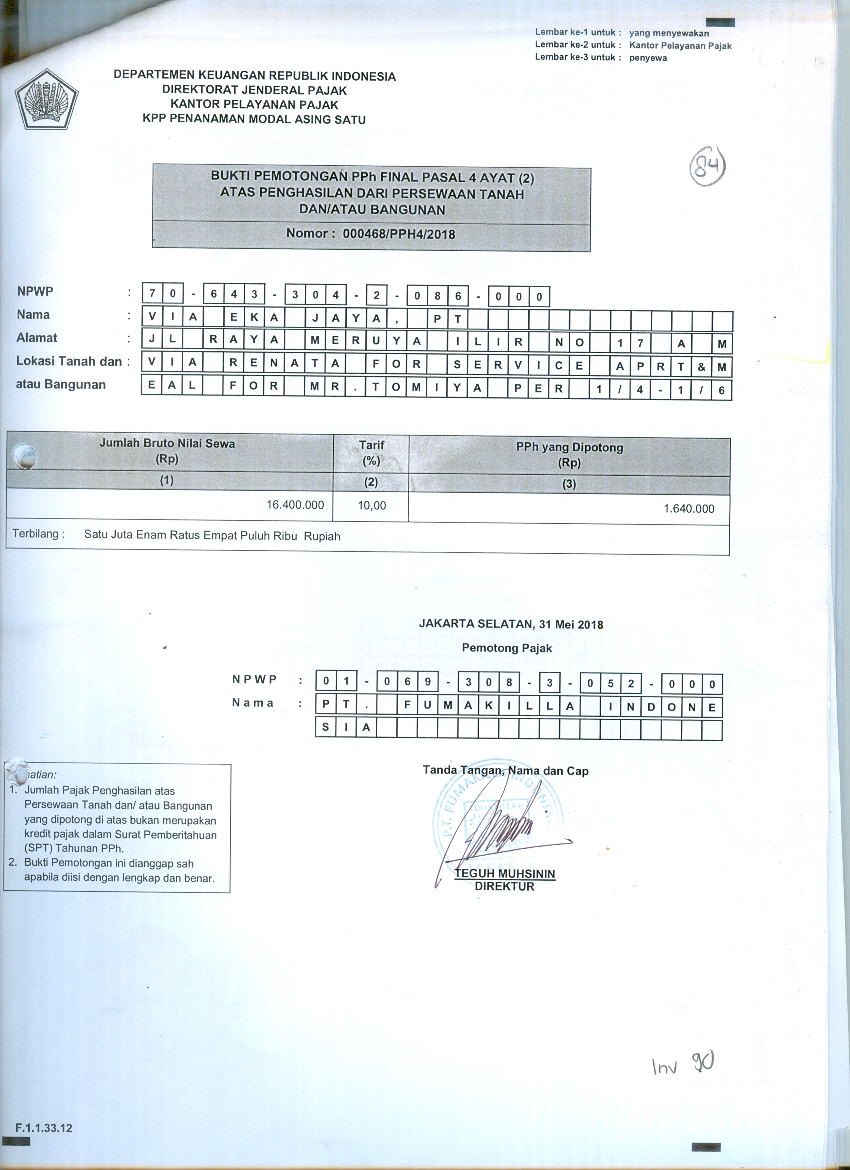 Lembar ke-1 untuk : yang menyewakan
Lembar ke-2 untuk : Kantor Pelayanan Pajak
Lembar ke-3 untuk : penyewa
DEPARTEMEN KEUANGAN REPUBLIK INDONESIA
DIREKTORAT JENDERAL PAJAK
KANTOR PELAYANAN PAJAK
KPP PENANAMAN MODAL ASING SATU
84
BUKTI PEMOTONGAN PPh FINAL PASAL 4 AYAT (2)
ATAS PENGHASILAN DARI PERSEWAAN TANAH
DAN/ATAU BANGUNAN
Nomor : 000468/PPH4/2018
NPWP : 70-643-304-2-086-000
Nama : VIA EKA JAYA, PT
Alamat : JL RAYA MERUYA ILIR NO 17 A M
Lokasi Tanah dan : VIA RENATA FOR SERVICE APRT&M
atau Bangunan EAL FOR MR.TOMIYA PER 1/4-1/6
Jumlah Bruto Nilai Sewa (Rp) Tarif (%) PPh yang Dipotong (Rp)
(1) (2) (3)
16.400.000 10,00 1.640.000
Terbilang : Satu Juta Enam Ratus Empat Puluh Ribu Rupiah
JAKARTA SELATAN, 31 Mei 2018
Pemotong Pajak
NPWP : 01-069-308-3-052-000
Nama : PT. FUMAKILLA INDONE
SIA
Tanda Tangan, Nama dan Cap
TEGUH MUHSININ
DIREKTUR
1. Jumlah Pajak Penghasilan atas
Persewaan Tanah dan/ atau Bangunan
yang dipotong di atas bukan merupakan
kredit pajak dalam Surat Pemberitahuan
(SPT) Tahunan PPh.
2. Bukti Pemotongan ini dianggap sah
apabila diisi dengan lengkap dan benar.
Inv 90
F.1.1.33.12